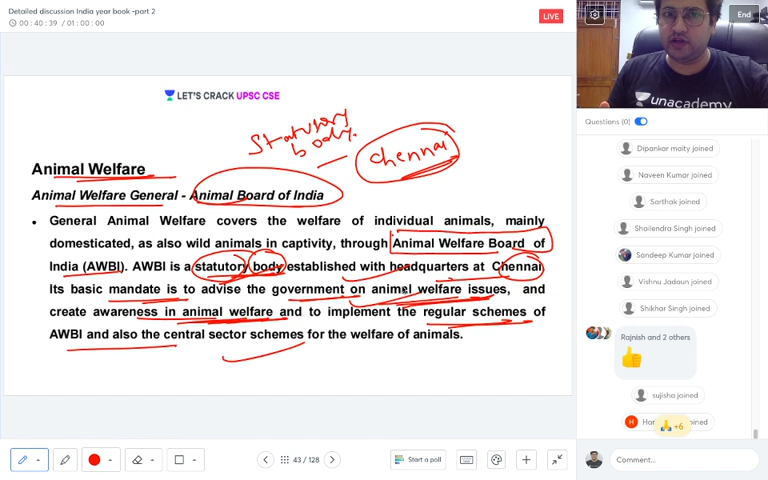 Detailed discussion India year book -part 2
00 : 40 : 39 / 01 : 00 : 00
LIVE
End
LET'S CRACK UPSC CSE
Statutory
body.
Chennai
Animal Welfare
Animal Welfare General - Animal Board of India
• General Animal Welfare covers the welfare of individual animals, mainly
domesticated, as also wild animals in captivity, through Animal Welfare Board of
India (AWBI). AWBI is a statutory body established with headquarters at Chennai.
Its basic mandate is to advise the government on animal welfare issues, and
create awareness in animal welfare and to implement the regular schemes of
AWBI and also the central sector schemes for the welfare of animals.
unacademy
Questions (0)
Dipankar maity joined
Naveen Kumar joined
Sarthak joined
Shailendra Singh joined
Sandeep Kumar joined
Vishnu Jadaun joined
Shikhar Singh joined
Rajnish and 2 others
sujisha joined
H
+6
43 / 128
Start a poll
Comment...